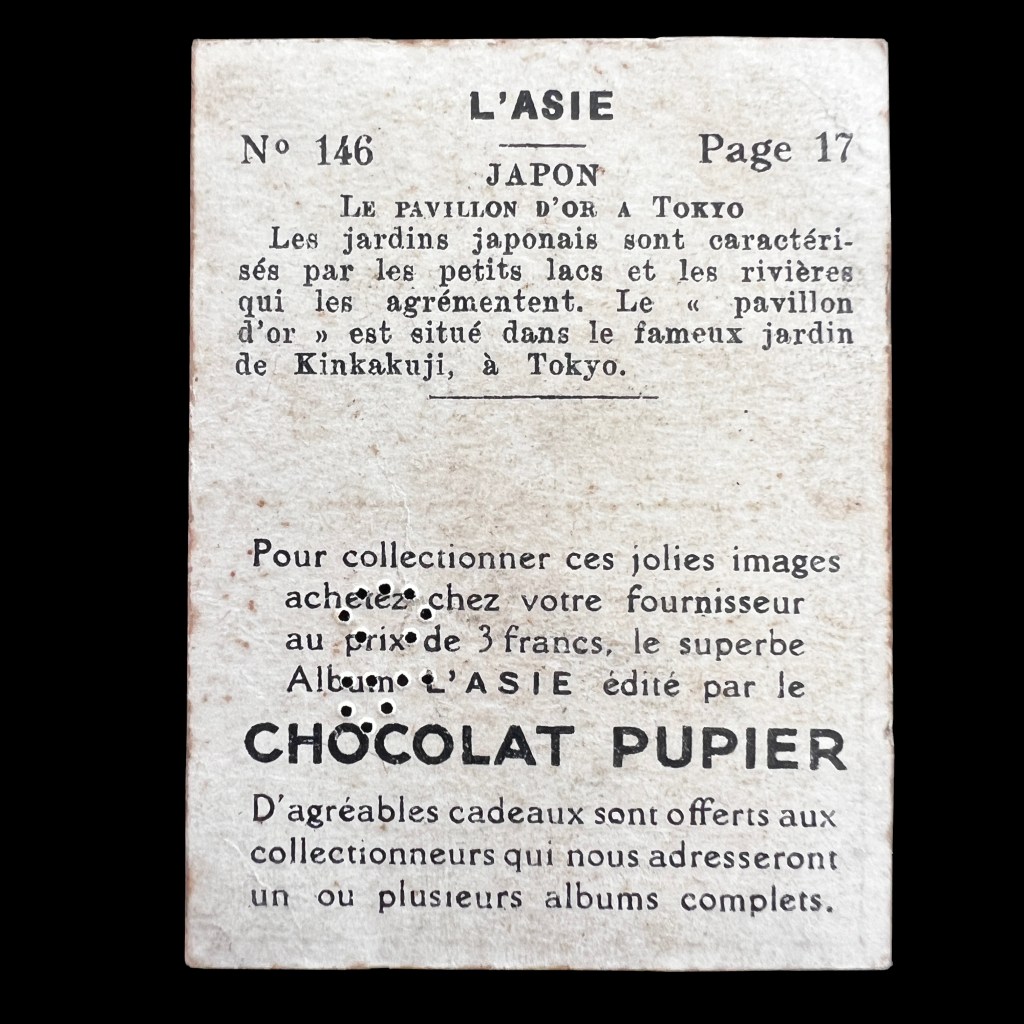 L'ASIE
Nº 146
Page 17
JAPON
LE PAVILLON D'OR A TOKYO
Les jardins japonais sont caractéri-
sés par les petits lacs et les rivières
qui les agrémentent. Le « pavillon
d'or » est situé dans le fameux jardin
de Kinkakuji, à Tokyo.
Pour collectionner ces jolies images
achetez chez votre fournisseur
au prix de 3 francs, le superbe
Album L'ASIE édité par le
CHOCOLAT PUPIER
D'agréables cadeaux sont offerts aux
collectionneurs qui nous adresseront
un ou plusieurs albums complets.